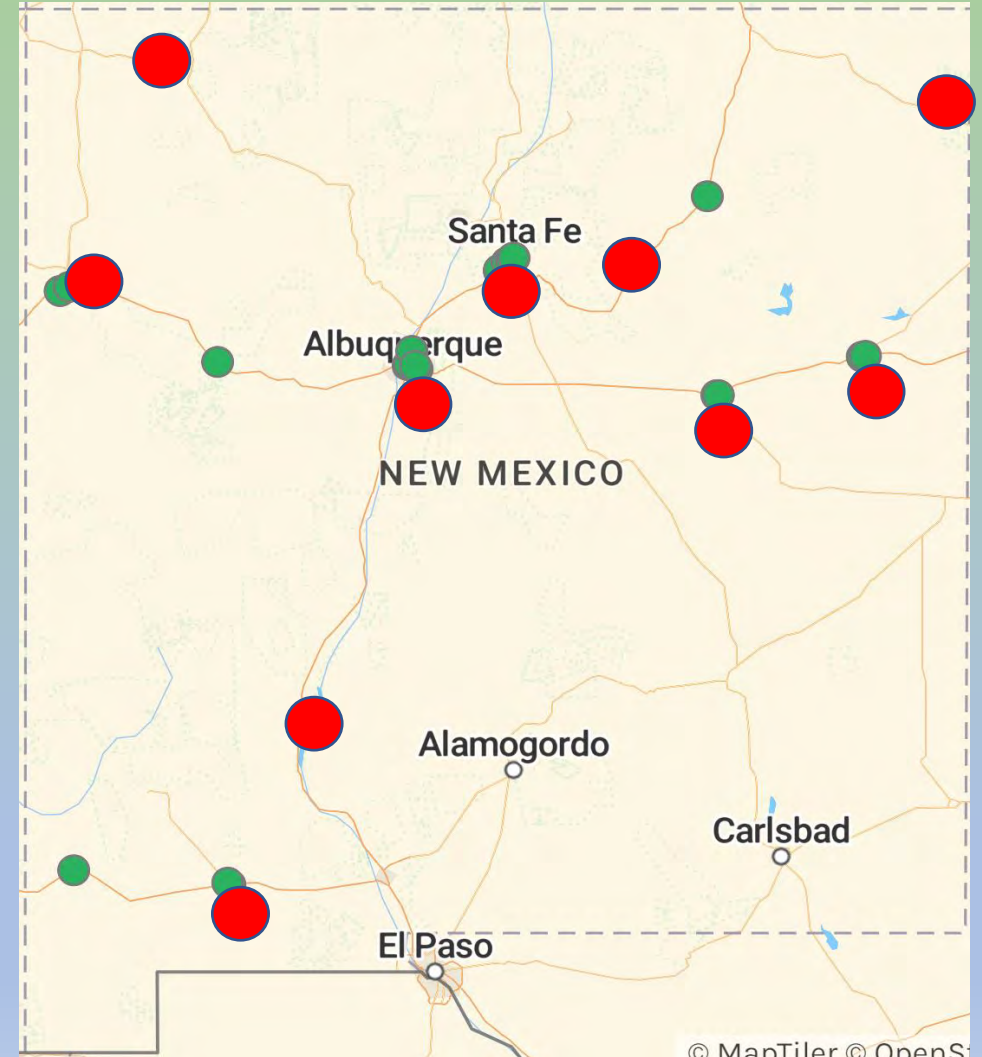 Santa Fe
Albuquerque
NEW MEXICO
Alamogordo
Carlsbad
El Paso
© MapTiler © OpenSt